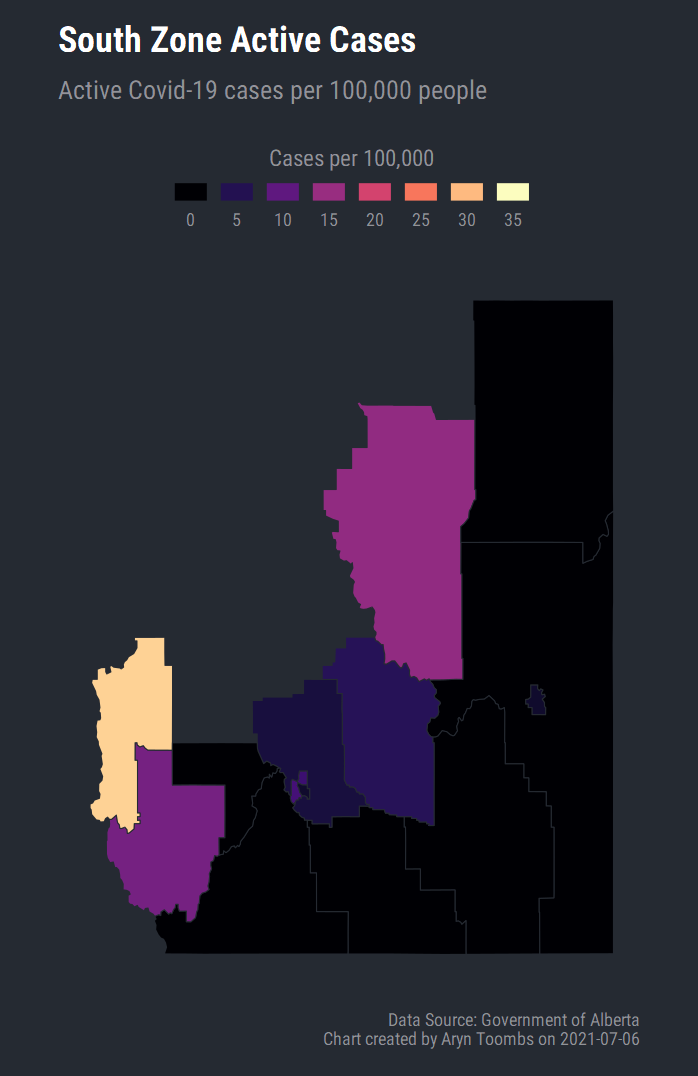 South Zone Active Cases
Active Covid-19 cases per 100,000 people
Cases per 100,000
0 5 10 15 20 25 30 35
Data Source: Government of Alberta
Chart created by Aryn Toombs on 2021-07-06